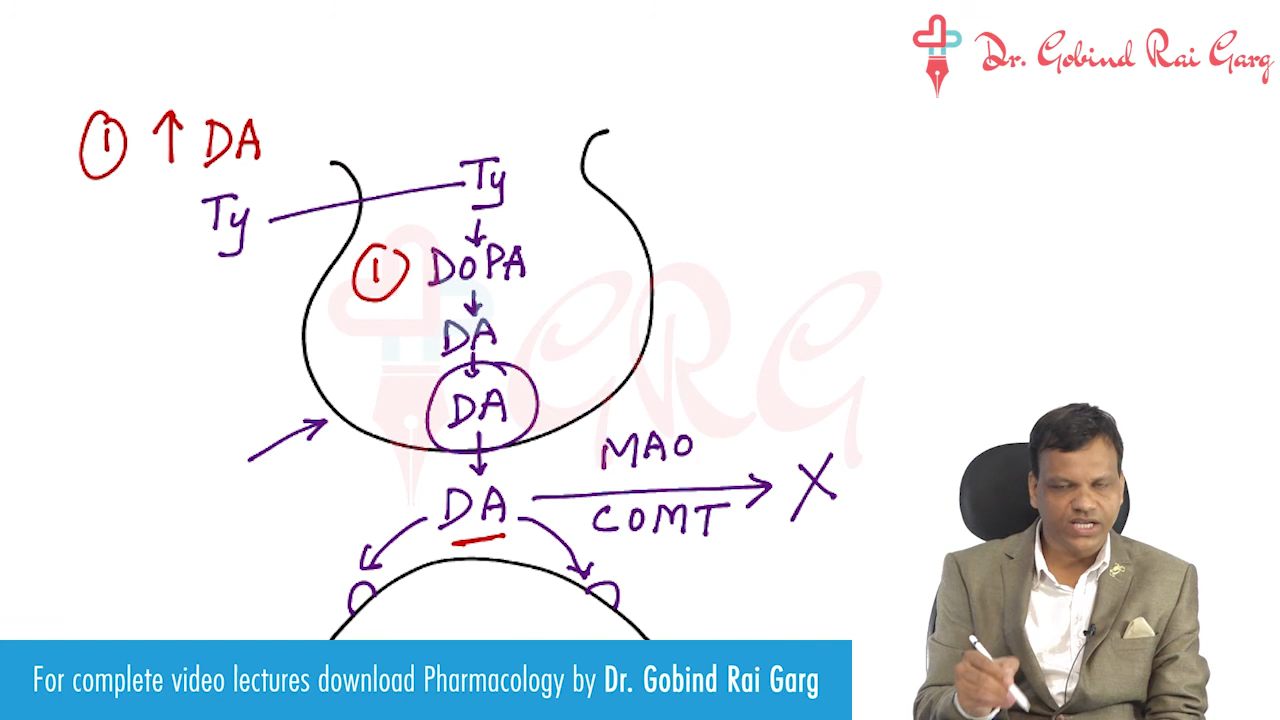 Dr. Gobind Rai Garg
① ↑ DA
Ty
Ty
① DOPA
DA
DA
DA
MAO
COMT
X
GRG
For complete video lectures download Pharmacology by Dr. Gobind Rai Garg